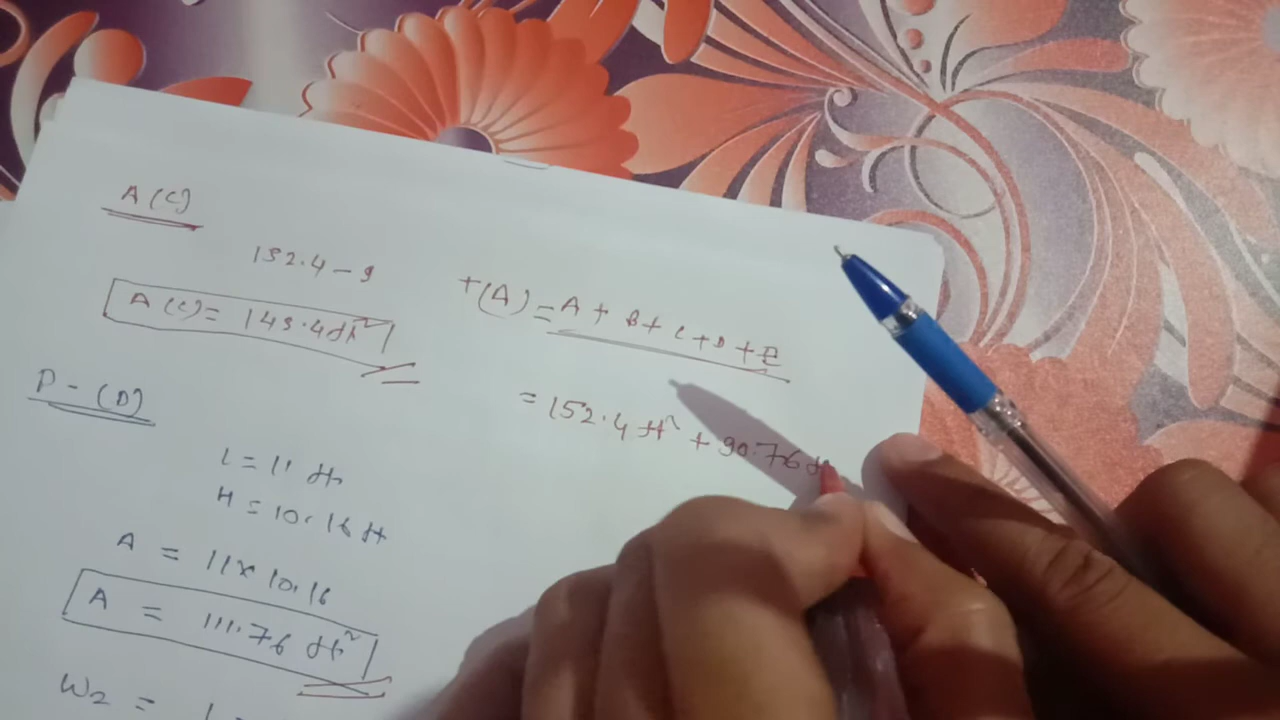 A (C)
152.4 - 9
A (C) = 143.4 ft²
P - (D)
L = 11 ft
H = 10.16 ft
A = 11 x 10.16
A = 111.76 ft²
W2 =
T(A) = A + B + C + D + E
= 152.4 ft² + 90.76 f